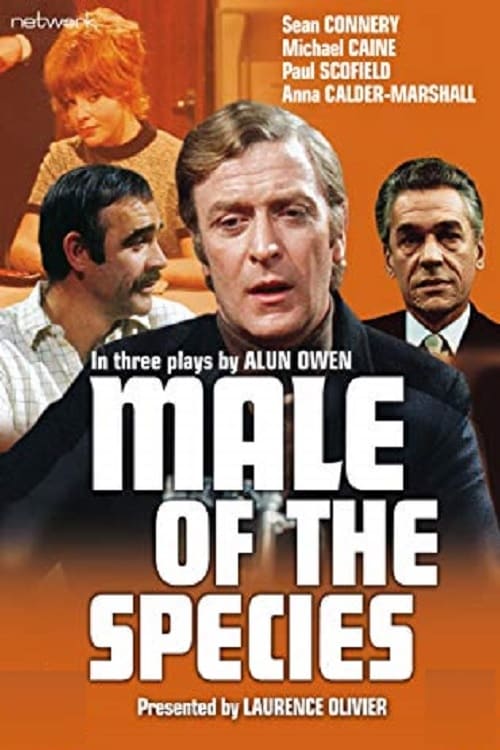 network
Sean CONNERY
Michael CAINE
Paul SCOFIELD
Anna CALDER-MARSHALL
In three plays by ALUN OWEN
MALE
OF THE
SPECIES
Presented by LAURENCE OLIVIER